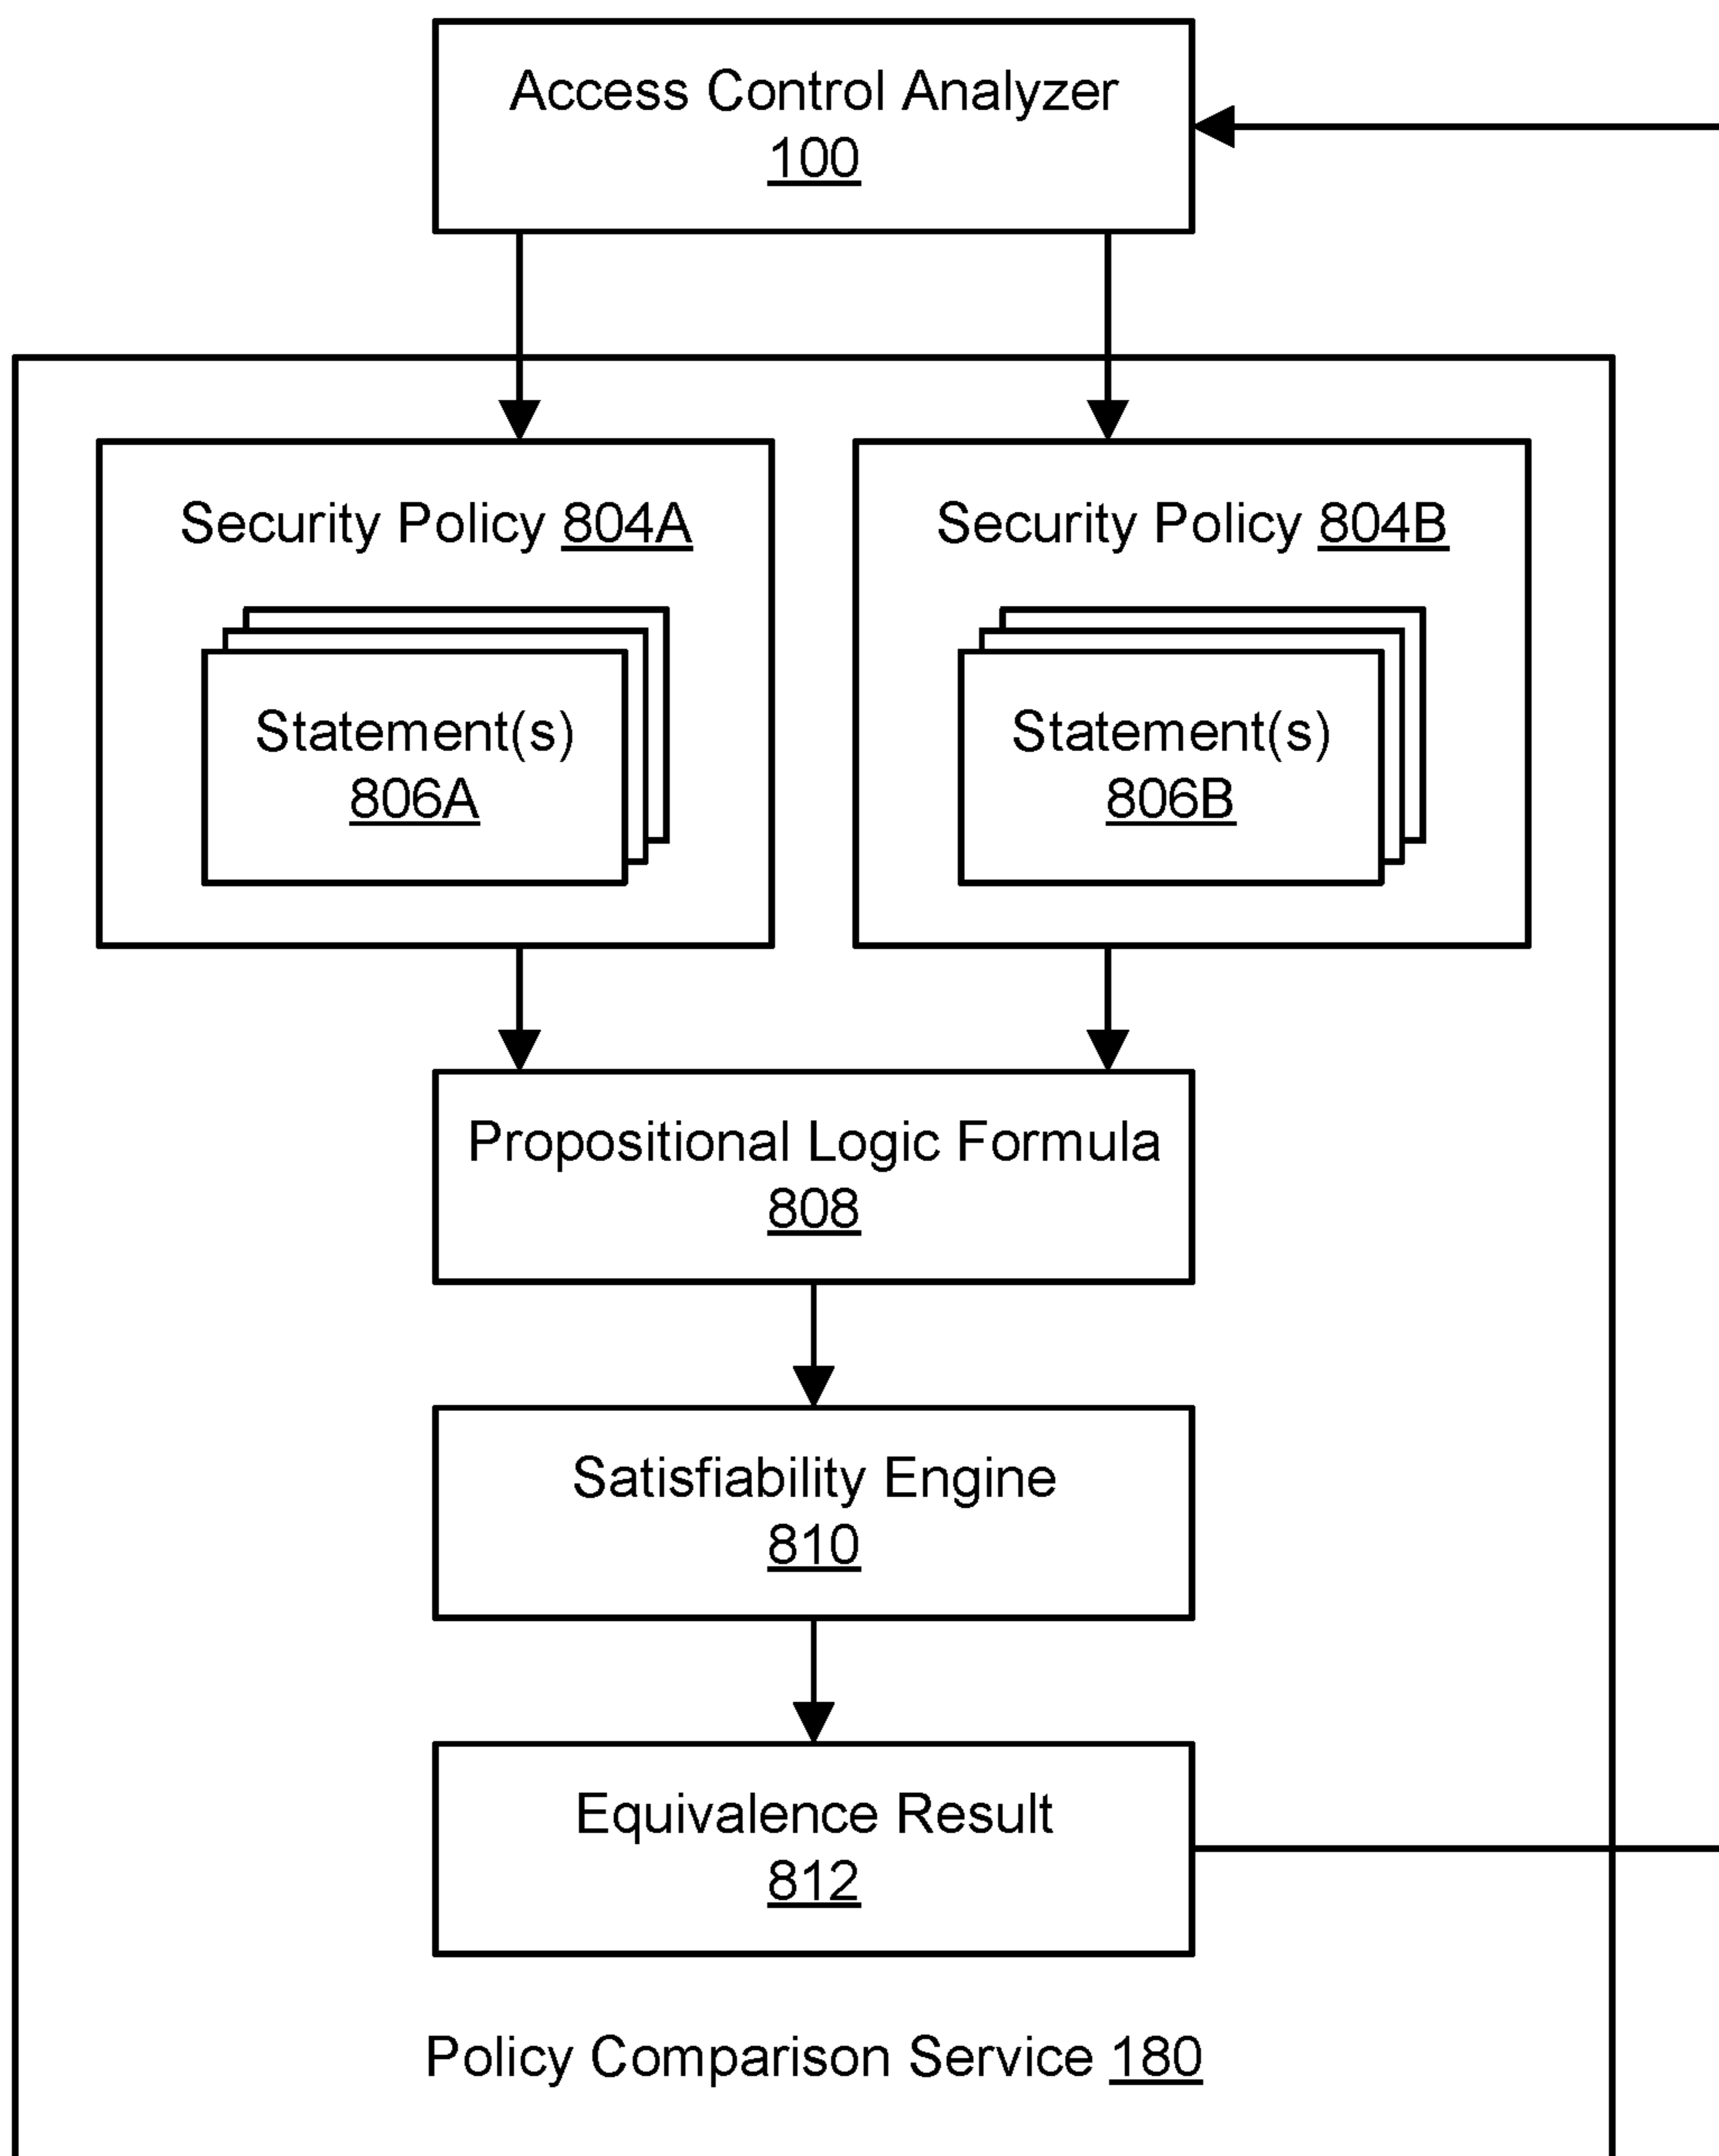 Access Control Analyzer
100
Security Policy 804A
Statement(s)
806A
Security Policy 804B
Statement(s)
806B
Propositional Logic Formula
808
Satisfiability Engine
810
Equivalence Result
812
Policy Comparison Service 180